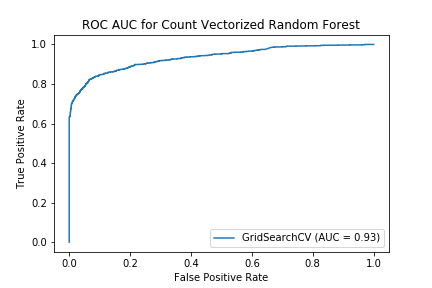 ROC AUC for Count Vectorized Random Forest
True Positive Rate
1.0
0.8
0.6
0.4
0.2
0.0
GridSearchCV (AUC = 0.93)
0.0 0.2 0.4 0.6 0.8 1.0
False Positive Rate